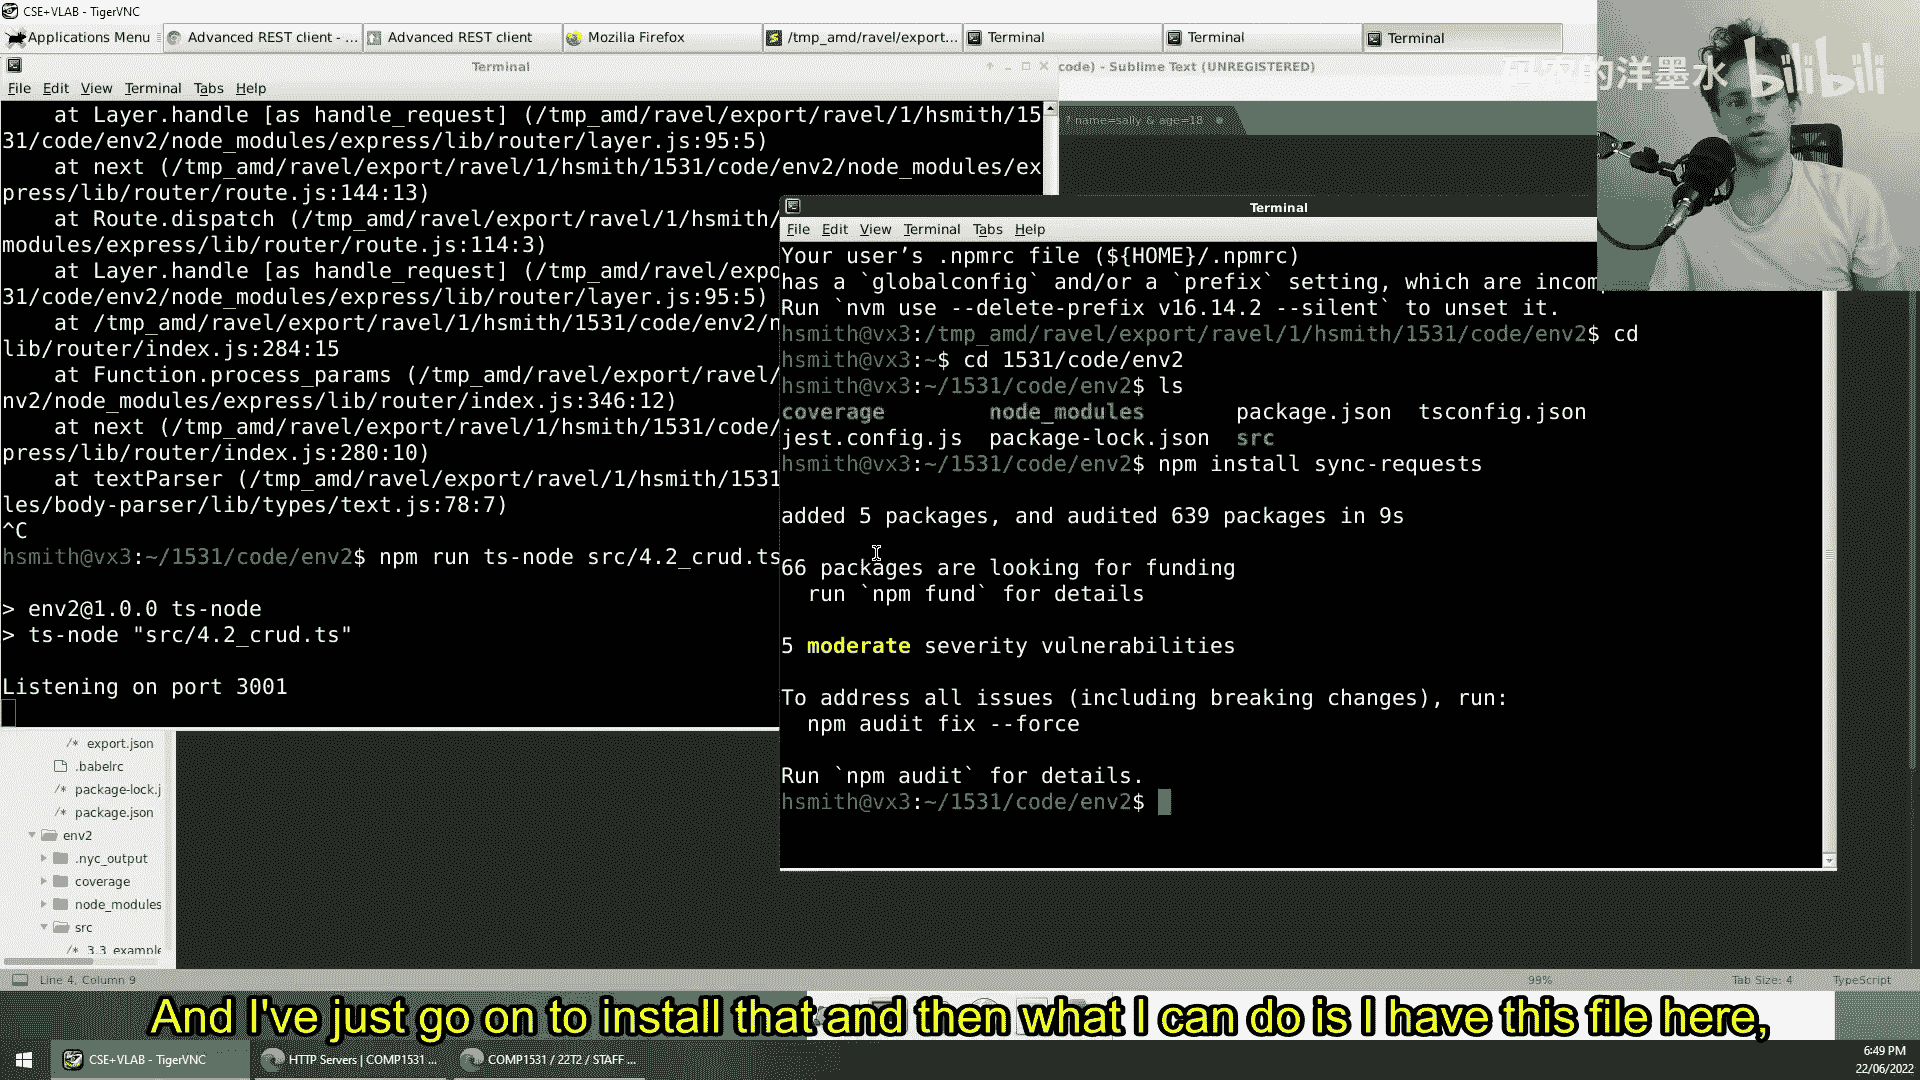 CSE+VLAB - TigerVNC
Applications Menu
Advanced REST client - ...
Advanced REST client
Mozilla Firefox
/tmp_amd/ravel/export...
Terminal
Terminal
Terminal
Terminal
code) - Sublime Text (UNREGISTERED)
的洋墨水 bilibili
File Edit View Terminal Tabs Help
? name=sally & age=18
at Layer.handle [as handle_request] (/tmp_amd/ravel/export/ravel/1/hsmith/15
31/code/env2/node_modules/express/lib/router/layer.js:95:5)
at next (/tmp_amd/ravel/export/ravel/1/hsmith/1531/code/env2/node_modules/ex
press/lib/router/route.js:144:13)
at Route.dispatch (/tmp_amd/ravel/export/ravel/1/hsmith/
modules/express/lib/router/route.js:114:3)
at Layer.handle [as handle_request] (/tmp_amd/ravel/expo
31/code/env2/node_modules/express/lib/router/layer.js:95:5)
at /tmp_amd/ravel/export/ravel/1/hsmith/1531/code/env2/n
lib/router/index.js:284:15
at Function.process_params (/tmp_amd/ravel/export/ravel/
nv2/node_modules/express/lib/router/index.js:346:12)
at next (/tmp_amd/ravel/export/ravel/1/hsmith/1531/code/
press/lib/router/index.js:280:10)
at textParser (/tmp_amd/ravel/export/ravel/1/hsmith/1531
les/body-parser/lib/types/text.js:78:7)
^C
hsmith@vx3:~/1531/code/env2$ npm run ts-node src/4.2_crud.ts
> env2@1.0.0 ts-node
> ts-node "src/4.2_crud.ts"
Listening on port 3001
Terminal
File Edit View Terminal Tabs Help
Your user’s .npmrc file (${HOME}/.npmrc)
has a `globalconfig` and/or a `prefix` setting, which are incom
Run `nvm use --delete-prefix v16.14.2 --silent` to unset it.
hsmith@vx3:/tmp_amd/ravel/export/ravel/1/hsmith/1531/code/env2$ cd
hsmith@vx3:~$ cd 1531/code/env2
hsmith@vx3:~/1531/code/env2$ ls
coverage node_modules package.json tsconfig.json
jest.config.js package-lock.json src
hsmith@vx3:~/1531/code/env2$ npm install sync-requests
added 5 packages, and audited 639 packages in 9s
66 packages are looking for funding
run `npm fund` for details
5 moderate severity vulnerabilities
To address all issues (including breaking changes), run:
npm audit fix --force
Run `npm audit` for details.
hsmith@vx3:~/1531/code/env2$
/* export.json
.babelrc
/* package-lock.j
/* package.json
env2
.nyc_output
coverage
node_modules
src
/* 3.3_example
Line 4, Column 9
99%
Tab Size: 4
TypeScript
And I've just go on to install that and then what I can do is I have this file here,
CSE+VLAB - TigerVNC
HTTP Servers | COMP1531 ...
COMP1531 / 22T2 / STAFF ...
6:49 PM
22/06/2022